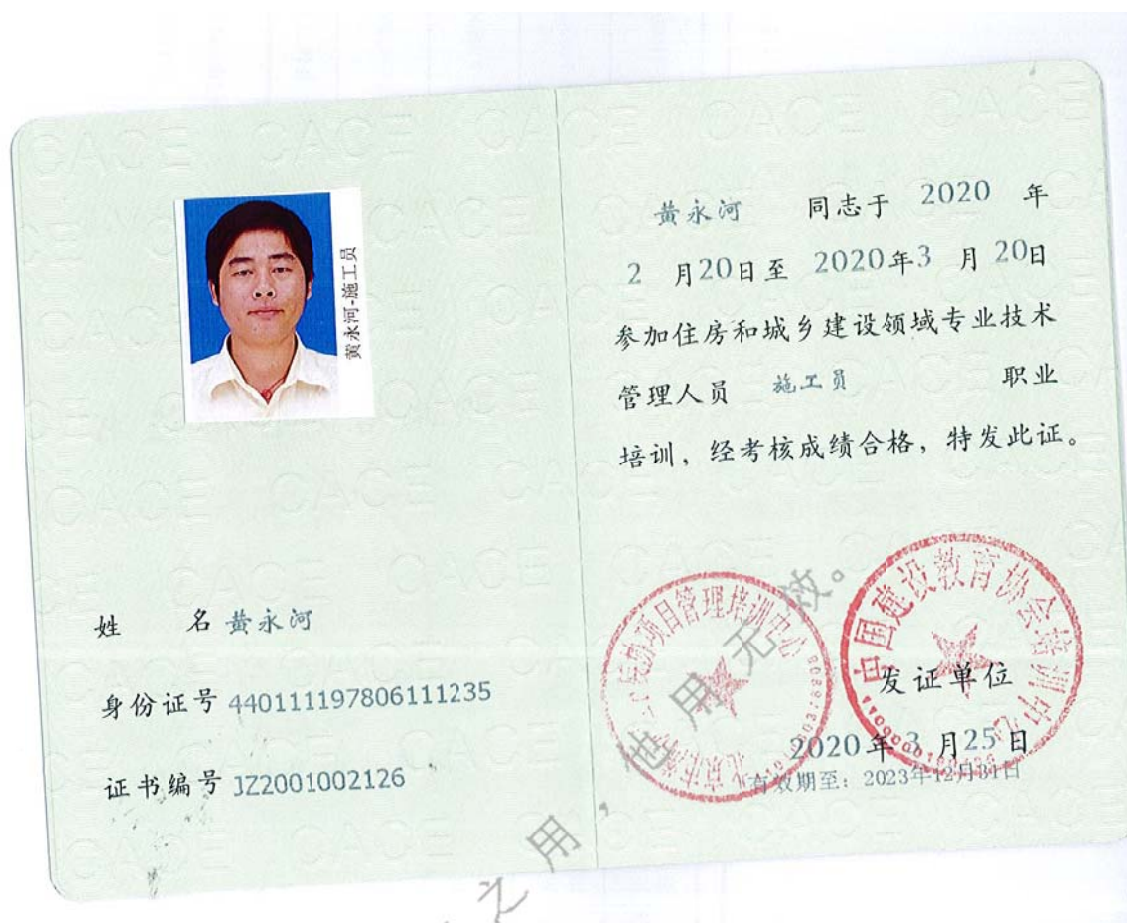 黄永河-施工员
姓 名 黄永河
身份证号 440111197806111235
证书编号 JZ2001002126
黄永河 同志于 2020 年
2 月20日至 2020年3 月 20日
参加住房和城乡建设领域专业技术
管理人员 施工员 职业
培训，经考核成绩合格，特发此证。
中国建设教育协会培训中心
发证单位
2020年3 月25日
有效期至：2023年12月31日
他用无效。
之用，
CACE